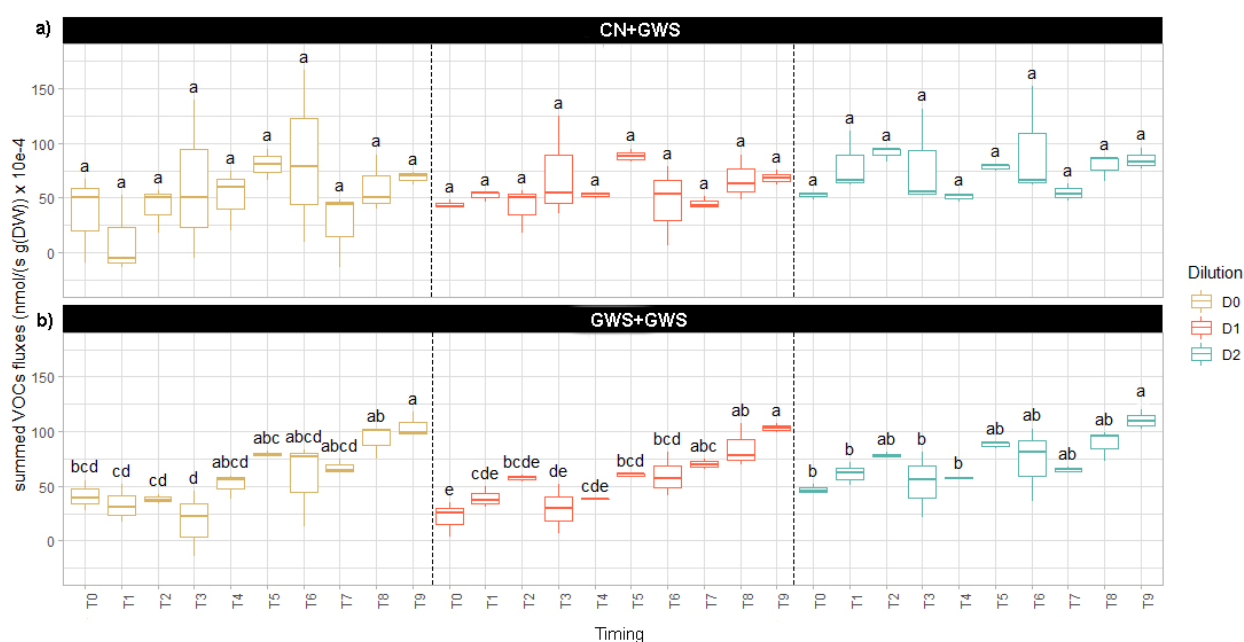 a)
CN+GWS
a a a a a a a a a a a a a a a a a a a a a a a a a a a a a a
150
100
50
0
b)
GWS+GWS
bcd cd cd d abcd abc abcd abcd ab a e cde bcde de cde bcd bcd abc ab a b b ab b b ab ab ab ab a
150
100
50
0
summed VOCs fluxes (nmol/(s g(DW)) x 10e-4
T0 T1 T2 T3 T4 T5 T6 T7 T8 T9 T0 T1 T2 T3 T4 T5 T6 T7 T8 T9 T0 T1 T2 T3 T4 T5 T6 T7 T8 T9
Timing
Dilution
D0
D1
D2